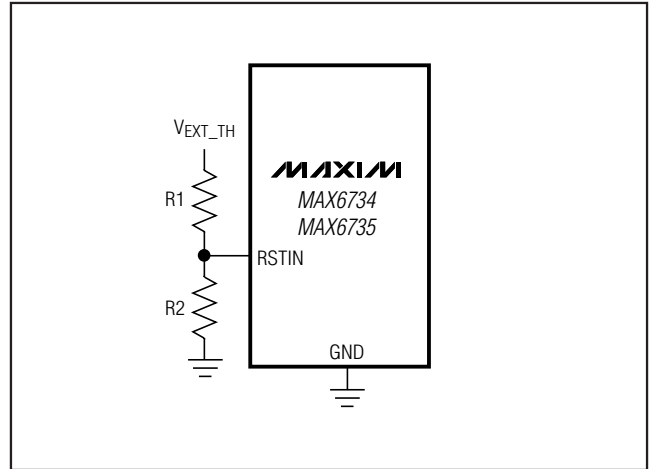 VEXT_TH
R1
MAXIM
MAX6734
MAX6735
RSTIN
R2
GND